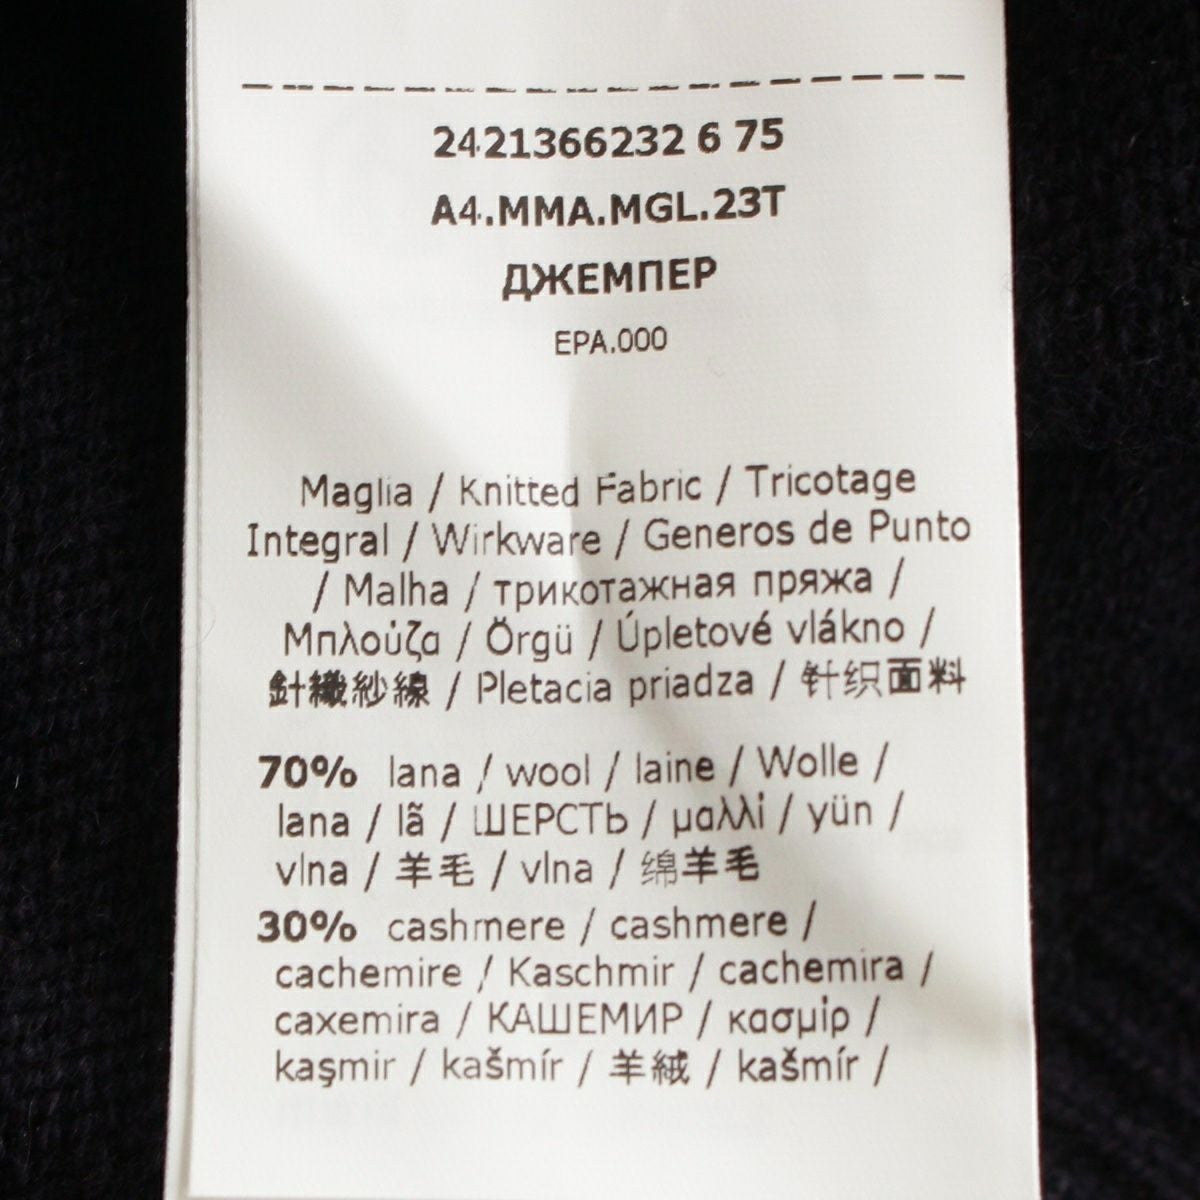 2421366232 6 75
A4.MMA.MGL.23T
ДЖЕМПЕР
EPA.000
Maglia / Knitted Fabric / Tricotage
Integral / Wirkware / Generos de Punto
/ Malha / трикотажная пряжа /
Μπλούζα / Örgü / Úpletové vlákno /
針織紗線 / Pletacia priadza / 针织面料
70% lana / wool / laine / Wolle /
lana / lã / ШЕРСТЬ / μαλλί / yün /
vlna / 羊毛 / vlna / 绵羊毛
30% cashmere / cashmere /
cachemire / Kaschmir / cachemira /
caxemira / КАШЕМИР / κασμίρ /
kaşmir / kašmír / 羊絨 / kašmír /